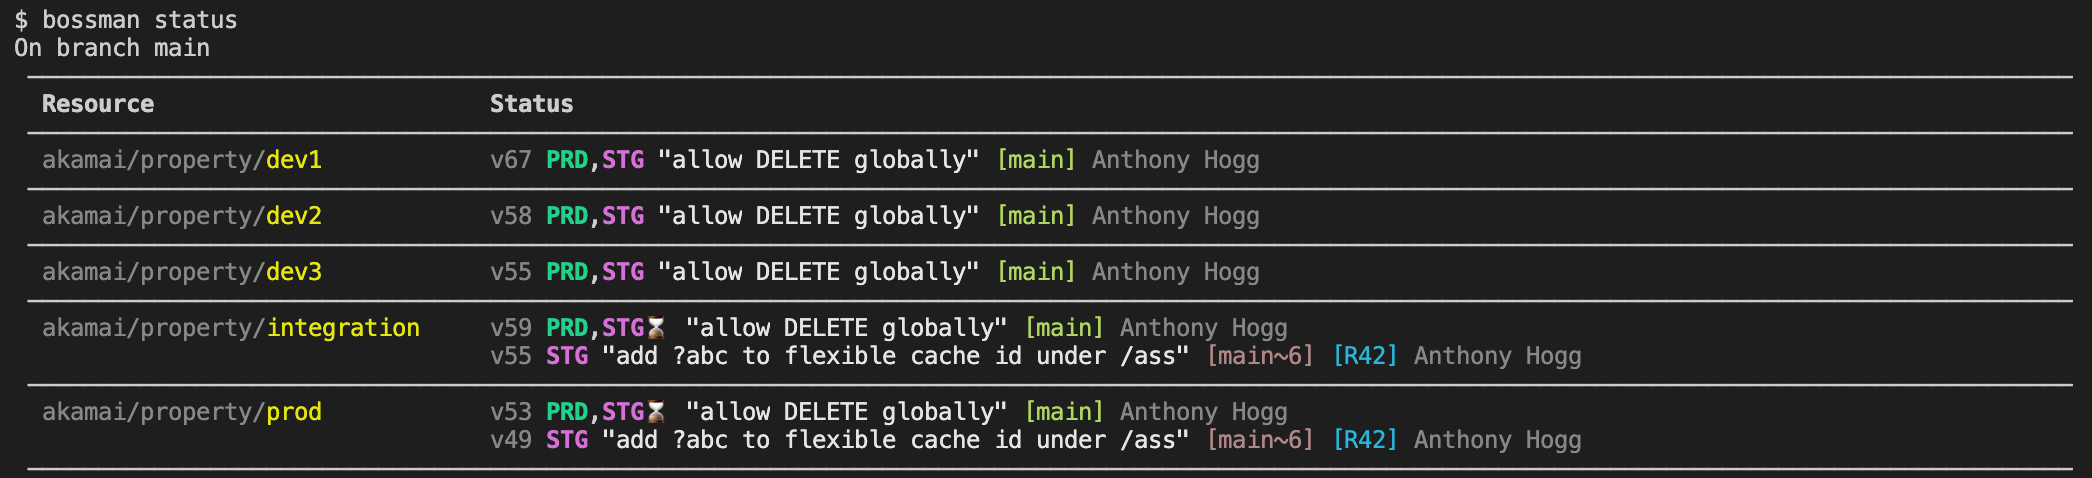 $ bossman status
On branch main
Resource Status
akamai/property/dev1 v67 PRD,STG "allow DELETE globally" [main] Anthony Hogg
akamai/property/dev2 v58 PRD,STG "allow DELETE globally" [main] Anthony Hogg
akamai/property/dev3 v55 PRD,STG "allow DELETE globally" [main] Anthony Hogg
akamai/property/integration v59 PRD,STG⌛ "allow DELETE globally" [main] Anthony Hogg
v55 STG "add ?abc to flexible cache id under /ass" [main~6] [R42] Anthony Hogg
akamai/property/prod v53 PRD,STG⌛ "allow DELETE globally" [main] Anthony Hogg
v49 STG "add ?abc to flexible cache id under /ass" [main~6] [R42] Anthony Hogg